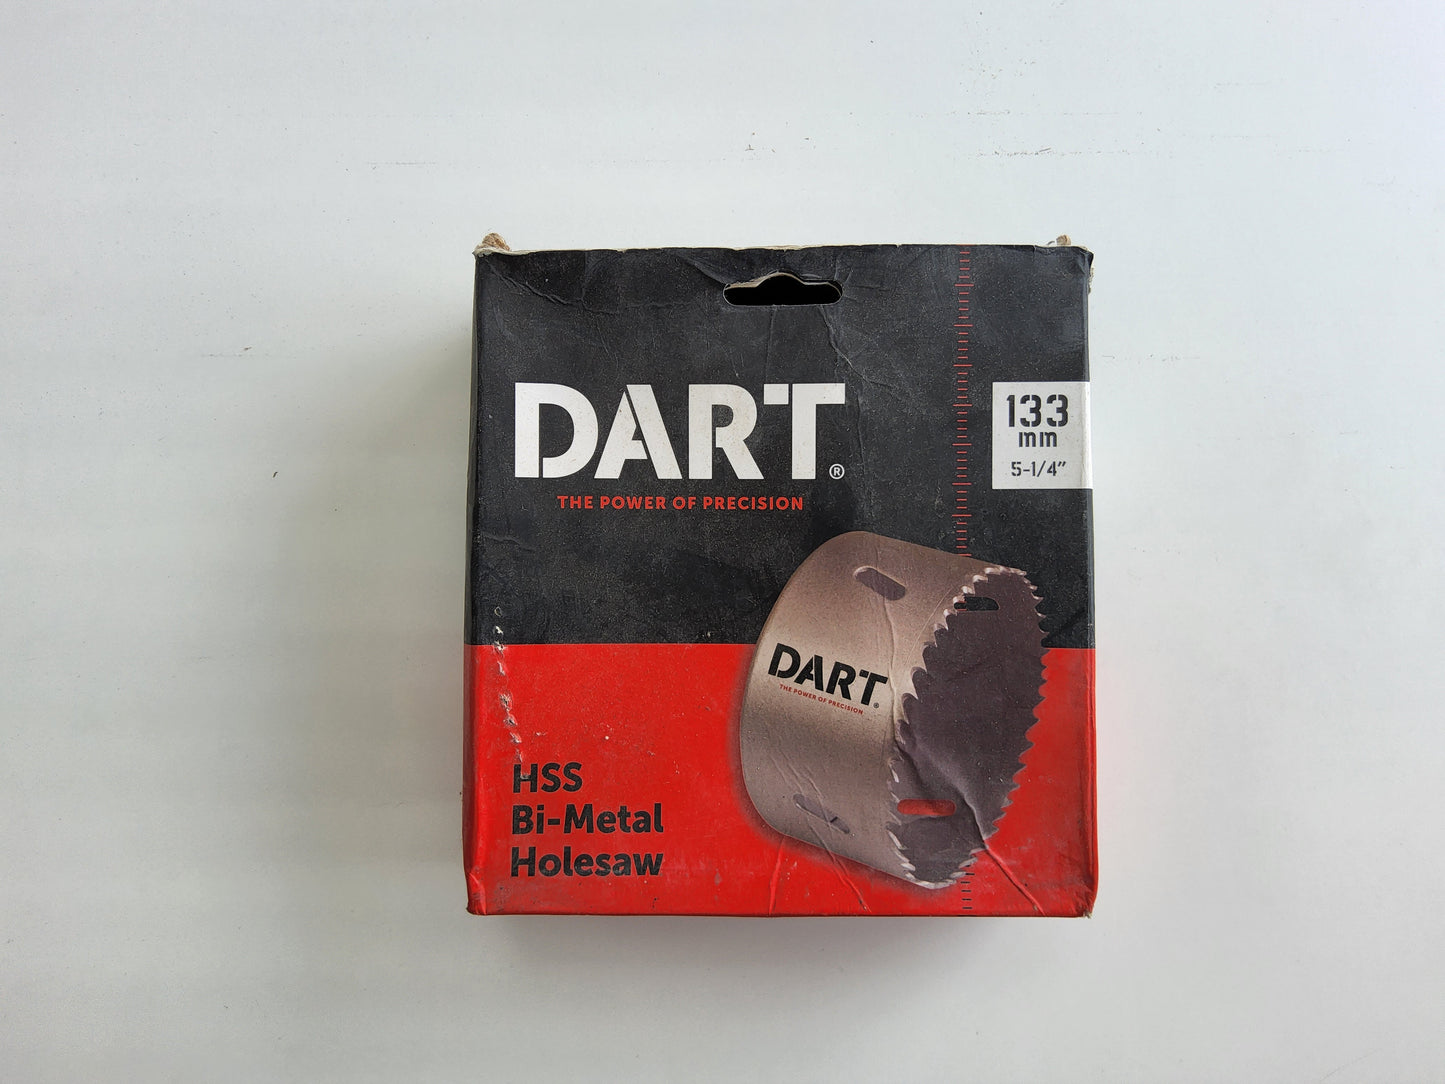 DART®
THE POWER OF PRECISION
133
mm
5-1/4"
DART®
THE POWER OF PRECISION
HSS
Bi-Metal
Holesaw